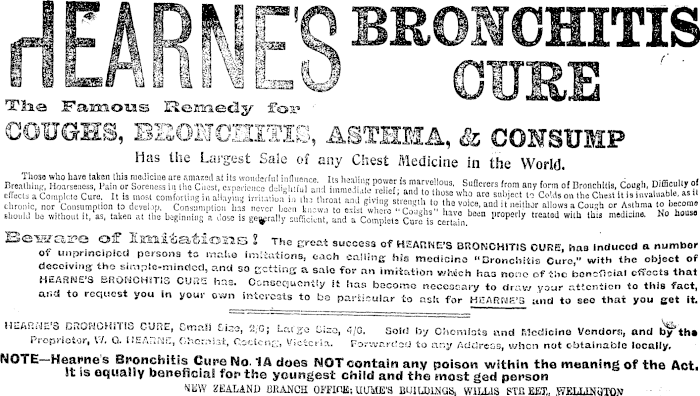 HEARNE'S BRONCHITIS
CURE
The Famous Remedy for
COUGHS, BRONCHITIS, ASTHMA, & CONSUMP
Has the Largest Sale of any Chest Medicine in the World.
Those who have taken this medicine are amazed at its wonderful influence. Its healing power is marvellous. Sufferers from any form of Bronchitis, Cough, Difficulty of
Breathing, Hoarseness, Pain or Soreness in the Chest, experience delightful and immediate relief; and to those who are subject to Colds on the Chest it is invaluable, as it
effects a Complete Cure. It is most comforting in allaying irritation in the throat and giving strength to the voice, and it neither allows a Cough or Asthma to become
chronic, nor Consumption to develop. Consumption has never been known to exist where "Coughs" have been properly treated with this medicine. No house
should be without it, as, taken at the beginning a dose is generally sufficient, and a Complete Cure is certain.
Beware of Imitations! The great success of HEARNE'S BRONCHITIS CURE, has induced a number
of unprincipled persons to make imitations, each calling his medicine "Bronchitis Cure," with the object of
deceiving the simple-minded, and so getting a sale for an imitation which has none of the beneficial effects that
HEARNE'S BRONCHITIS CURE has. Consequently it has become necessary to draw your attention to this fact,
and to request you in your own interests to be particular to ask for HEARNE'S and to see that you get it.
HEARNE'S BRONCHITIS CURE, Small Size, 2/6; Large Size, 4/6. Sold by Chemists and Medicine Vendors, and by the
Proprietor, W. G. HEARNE, Chemist, Geelong, Victoria. Forwarded to any Address, when not obtainable locally.
NOTE—Hearne's Bronchitis Cure No. 1A does NOT contain any poison within the meaning of the Act.
It is equally beneficial for the youngest child and the most ged person
NEW ZEALAND BRANCH OFFICE: HUME'S BUILDINGS, WILLIS STREET, WELLINGTON